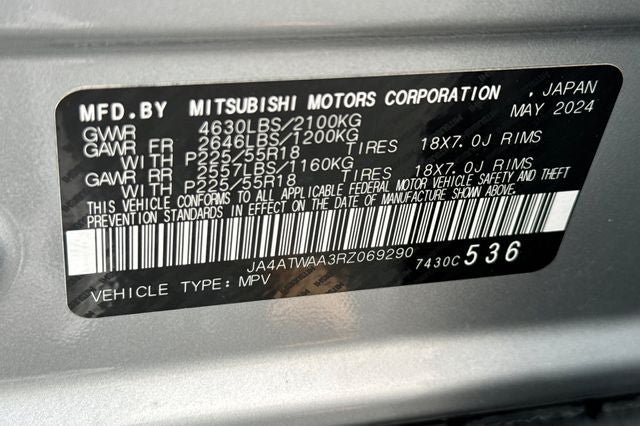 MFD.BY MITSUBISHI MOTORS CORPORATION , JAPAN
MAY 2024
GVWR 4630LBS/2100KG
GAWR FR 2646LBS/1200KG
WITH P225/55R18 TIRES 18X7.0J RIMS
GAWR RR 2557LBS/1160KG
WITH P225/55R18 TIRES 18X7.0J RIMS
THIS VEHICLE CONFORMS TO ALL APPLICABLE FEDERAL MOTOR VEHICLE SAFETY AND THEFT
PREVENTION STANDARDS IN EFFECT ON THE DATE OF MANUFACTURE SHOWN ABOVE.
JA4ATWAA3RZ069290 7430C 536
VEHICLE TYPE: MPV